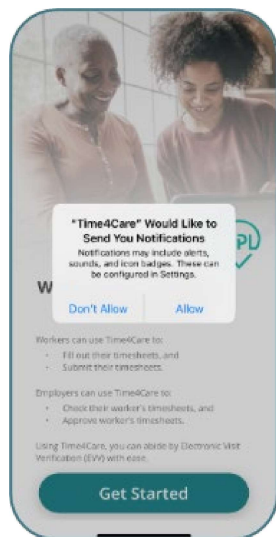 "Time4Care" Would Like to
Send You Notifications
Notifications may include alerts,
sounds, and icon badges. These can
be configured in Settings.
Don't Allow
Allow
PL
W
Workers can use Time4Care to:
- Fill out their timesheets, and
- Submit their timesheets.
Employers can use Time4Care to:
- Check their worker's timesheets, and
- Approve worker's timesheets.
Using Time4Care, you can abide by Electronic Visit
Verification (EVV) with ease.
Get Started